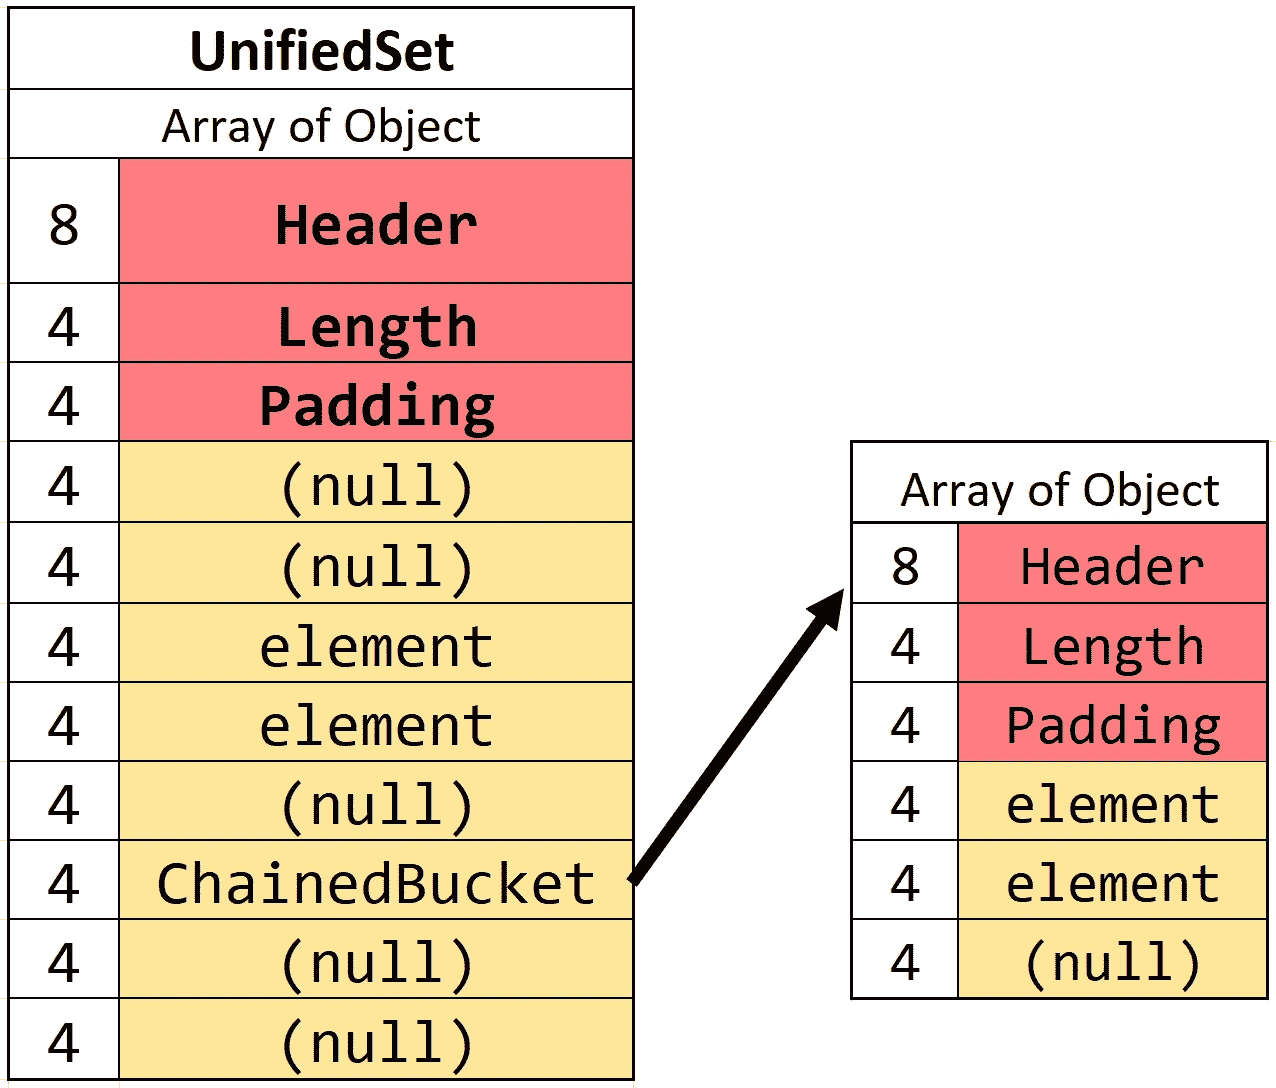 UnifiedSet
Array of Object
8 Header
4 Length
4 Padding
4 (null)
4 (null)
4 element
4 element
4 (null)
4 ChainedBucket
4 (null)
4 (null)
Array of Object
8 Header
4 Length
4 Padding
4 element
4 element
4 (null)